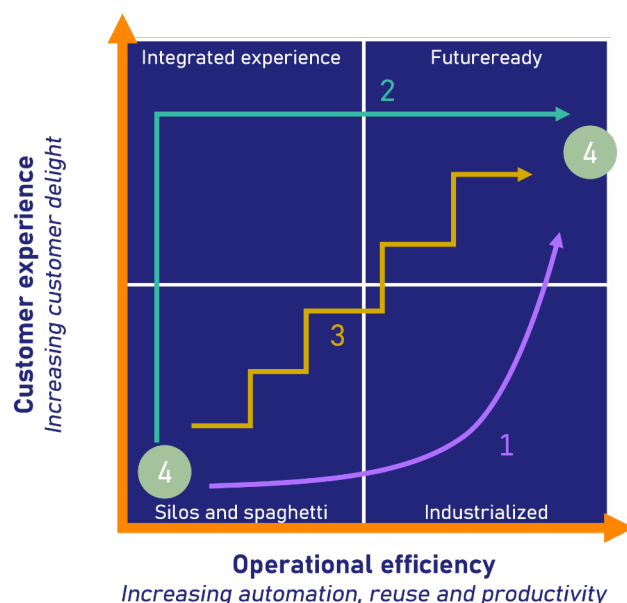 Integrated experience
Futureready
2
4
3
1
4
Silos and spaghetti
Industrialized
Customer experience
Increasing customer delight
Operational efficiency
Increasing automation, reuse and productivity